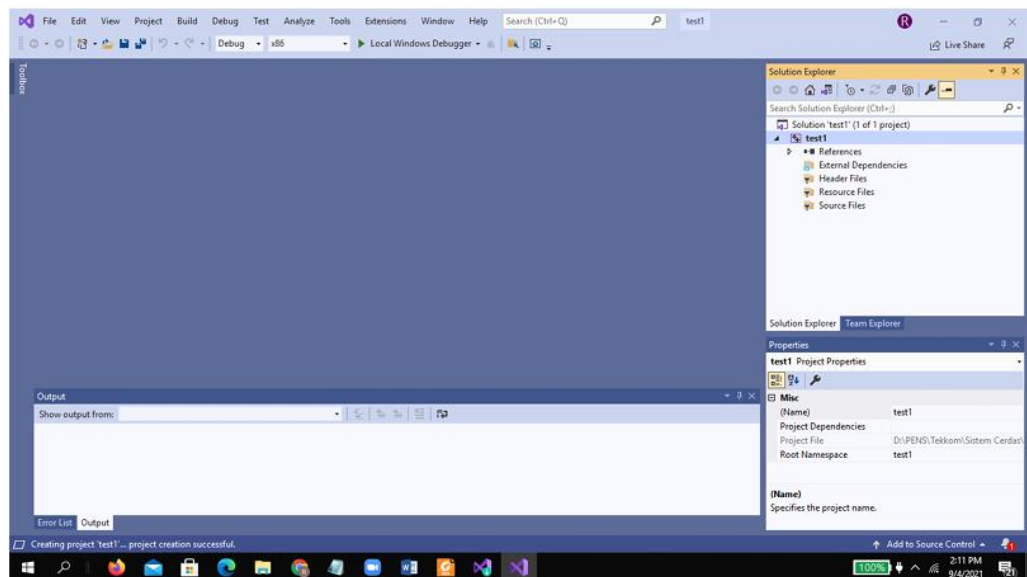 File Edit View Project Build Debug Test Analyze Tools Extensions Window Help Search (Ctrl+Q) test1 R
Debug x86 Local Windows Debugger Live Share
Toolbox
Solution Explorer
Search Solution Explorer (Ctrl+;)
Solution 'test1' (1 of 1 project)
test1
References
External Dependencies
Header Files
Resource Files
Source Files
Solution Explorer Team Explorer
Properties
test1 Project Properties
Misc
(Name) test1
Project Dependencies
Project File D:\PENS\Tekkom\Sistem Cerdas\
Root Namespace test1
(Name)
Specifies the project name.
Output
Show output from:
Error List Output
Creating project 'test1'... project creation successful. Add to Source Control 1
100% 2:11 PM
9/4/2021 21